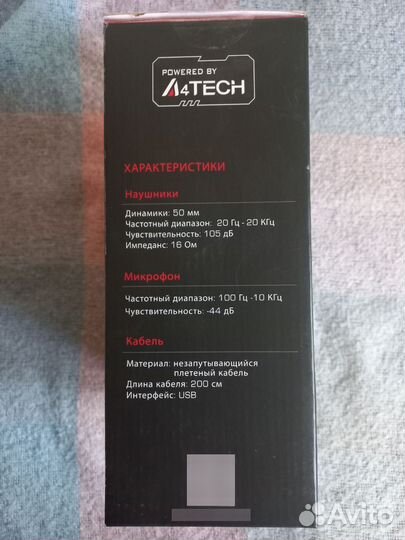 POWERED BY
A4TECH
ХАРАКТЕРИСТИКИ
Наушники
Динамики: 50 мм
Частотный диапазон: 20 Гц - 20 КГц
Чувствительность: 105 дБ
Импеданс: 16 Ом
Микрофон
Частотный диапазон: 100 Гц -10 КГц
Чувствительность: -44 дБ
Кабель
Материал: незапутывающийся
плетеный кабель
Длина кабеля: 200 см
Интерфейс: USB
Avito